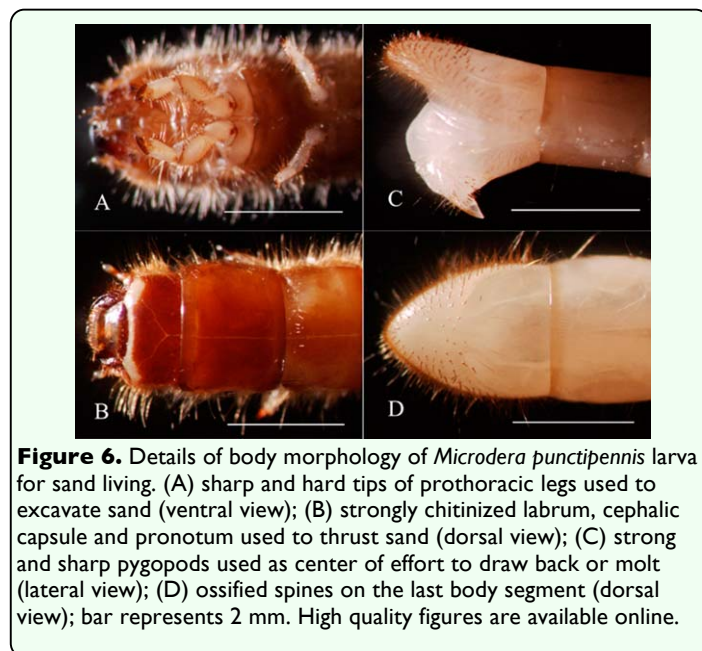 A
C
B
D
Figure 6. Details of body morphology of Microdera punctipennis larva
for sand living. (A) sharp and hard tips of prothoracic legs used to
excavate sand (ventral view); (B) strongly chitinized labrum, cephalic
capsule and pronotum used to thrust sand (dorsal view); (C) strong
and sharp pygopods used as center of effort to draw back or molt
(lateral view); (D) ossified spines on the last body segment (dorsal
view); bar represents 2 mm. High quality figures are available online.